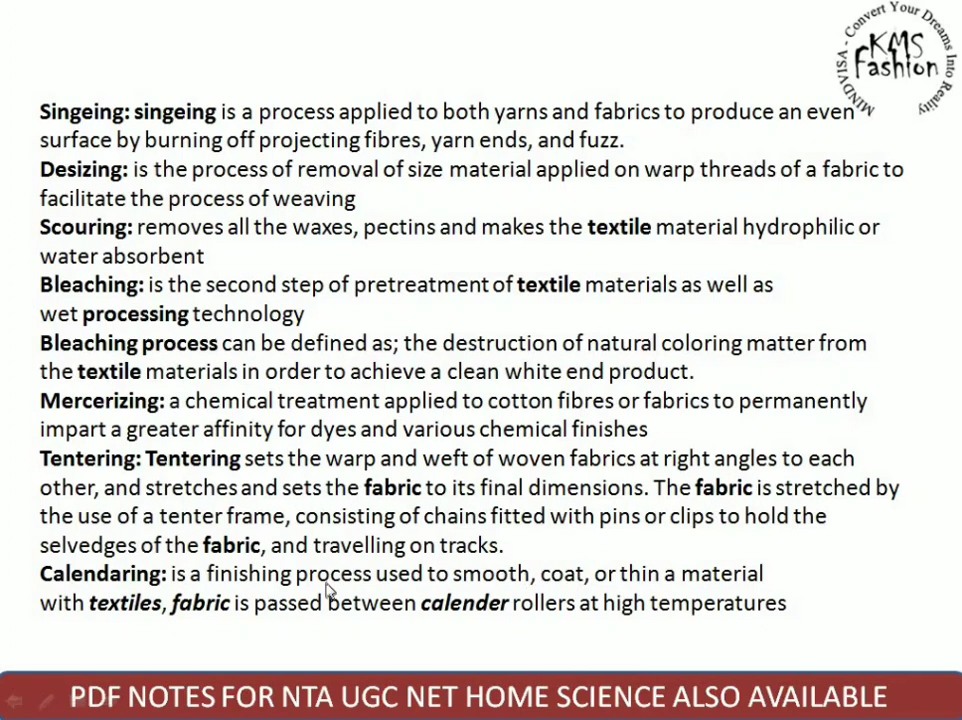 MINDVISA - Convert Your Dreams Into Reality
KMS
Fashion
Singeing: singeing is a process applied to both yarns and fabrics to produce an even
surface by burning off projecting fibres, yarn ends, and fuzz.
Desizing: is the process of removal of size material applied on warp threads of a fabric to
facilitate the process of weaving
Scouring: removes all the waxes, pectins and makes the textile material hydrophilic or
water absorbent
Bleaching: is the second step of pretreatment of textile materials as well as
wet processing technology
Bleaching process can be defined as; the destruction of natural coloring matter from
the textile materials in order to achieve a clean white end product.
Mercerizing: a chemical treatment applied to cotton fibres or fabrics to permanently
impart a greater affinity for dyes and various chemical finishes
Tentering: Tentering sets the warp and weft of woven fabrics at right angles to each
other, and stretches and sets the fabric to its final dimensions. The fabric is stretched by
the use of a tenter frame, consisting of chains fitted with pins or clips to hold the
selvedges of the fabric, and travelling on tracks.
Calendaring: is a finishing process used to smooth, coat, or thin a material
with textiles, fabric is passed between calender rollers at high temperatures
PDF NOTES FOR NTA UGC NET HOME SCIENCE ALSO AVAILABLE